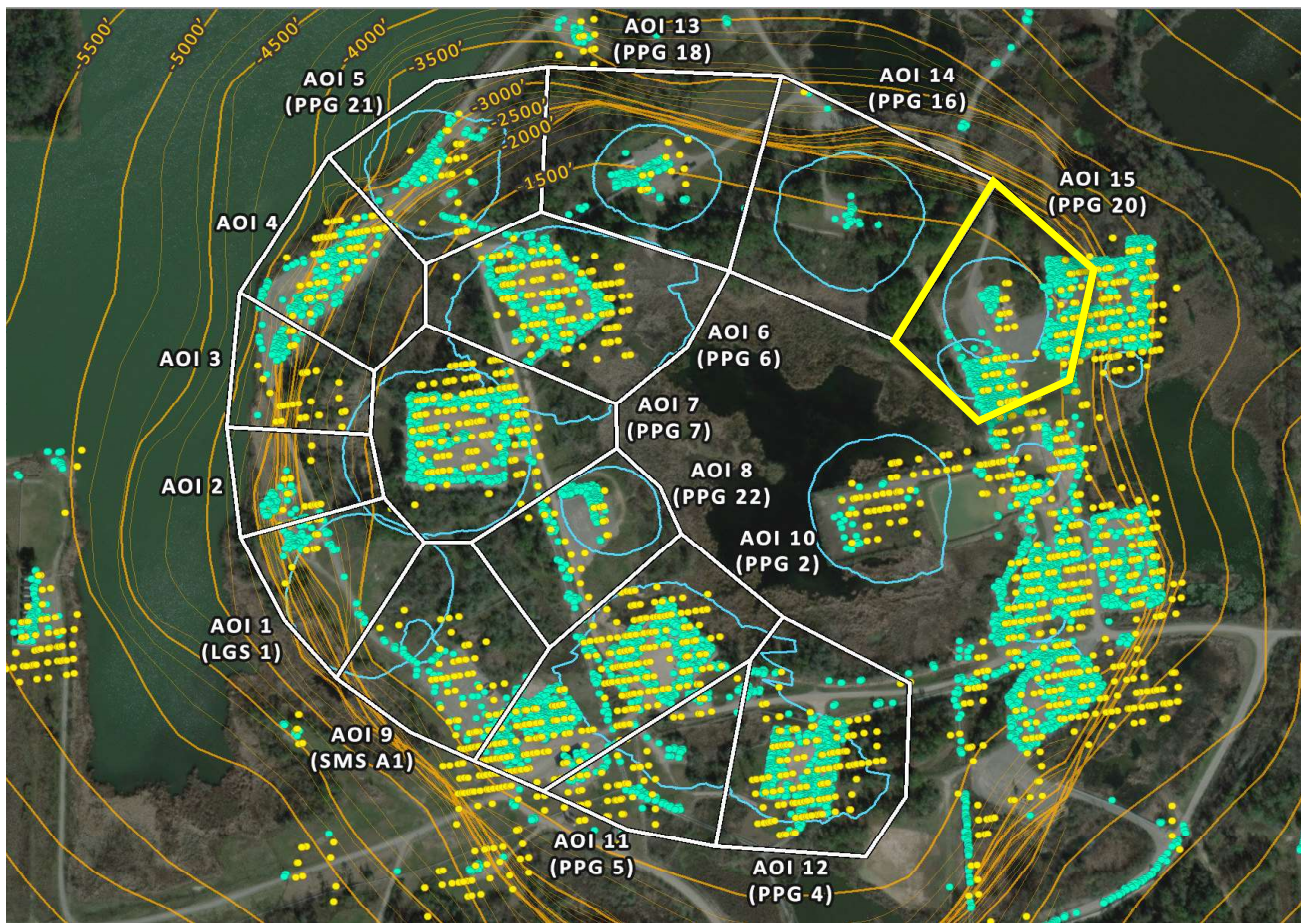 -5500'
-5000'
-4500'
-4000'
-3500'
-3000'
-2500'
-2000'
-1500'
AOI 13
(PPG 18)
AOI 14
(PPG 16)
AOI 5
(PPG 21)
AOI 15
(PPG 20)
AOI 4
AOI 3
AOI 6
(PPG 6)
AOI 7
(PPG 7)
AOI 2
AOI 8
(PPG 22)
AOI 10
(PPG 2)
AOI 1
(LGS 1)
AOI 9
(SMS A1)
AOI 11
(PPG 5)
AOI 12
(PPG 4)